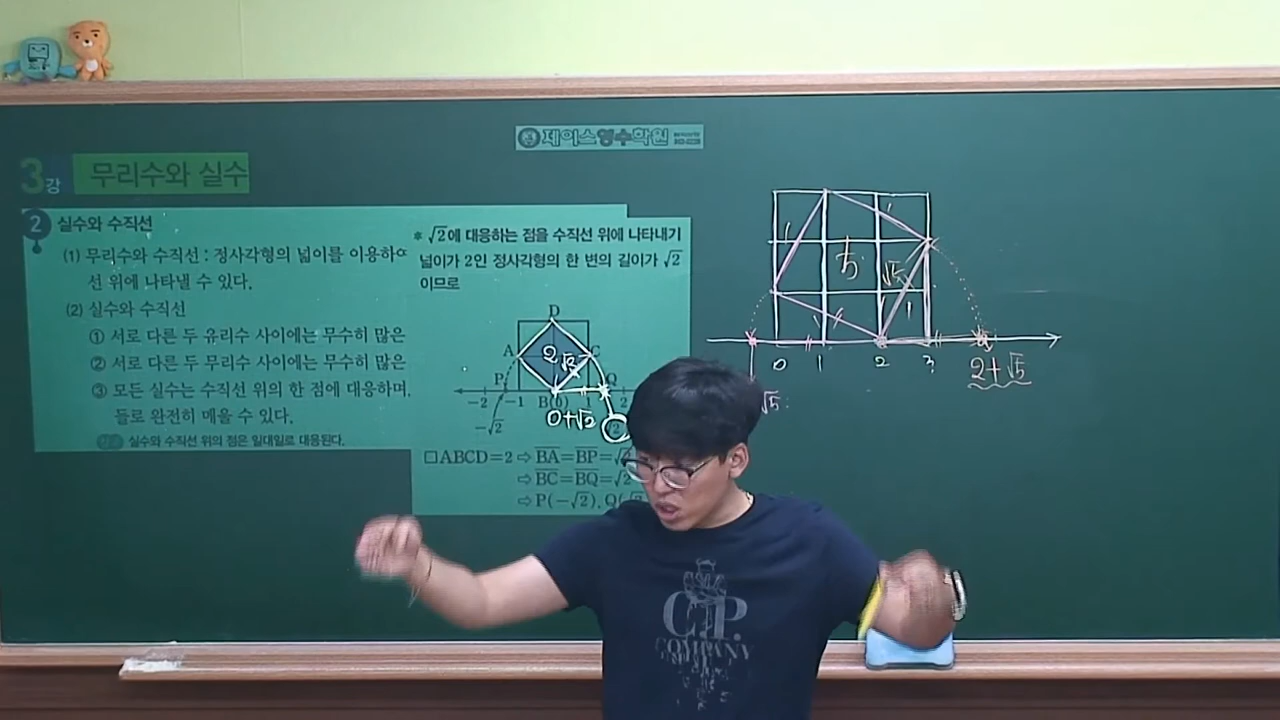 제이스영수학원
3강 무리수와 실수
2 실수와 수직선
(1) 무리수와 수직선 : 정사각형의 넓이를 이용하여
선 위에 나타낼 수 있다.
(2) 실수와 수직선
① 서로 다른 두 유리수 사이에는 무수히 많은
② 서로 다른 두 무리수 사이에는 무수히 많은
③ 모든 실수는 수직선 위의 한 점에 대응하며,
들로 완전히 메울 수 있다.
실수와 수직선 위의 점은 일대일로 대응된다.
* √2에 대응하는 점을 수직선 위에 나타내기
넓이가 2인 정사각형의 한 변의 길이가 √2
이므로
D
A 2 √2 C
P Q
-2 -1 B(0) 1 2
-√2 0+√2 √2
□ABCD=2 ⇨ BA=BP=√2
⇨ BC=BQ=√2
⇨ P(-√2), Q(√2
5 √5
1
0 1 2 3
2+√5
√5
C.P.
COMPANY